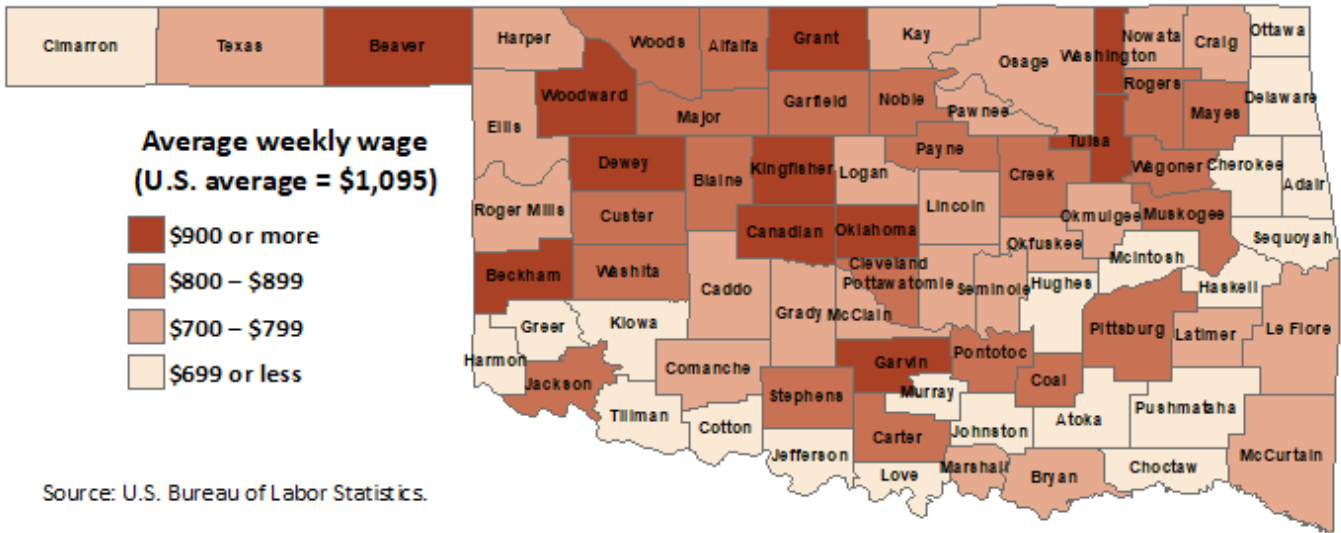 Cimarron
Texas
Beaver
Harper
Woods
Alfalfa
Grant
Kay
Osage
Washington
Nowata
Craig
Ottawa
Woodward
Major
Garfield
Noble
Pawnee
Rogers
Mayes
Delaware
Ellis
Average weekly wage
(U.S. average = $1,095)
$900 or more
$800 – $899
$700 – $799
$699 or less
Dewey
Blaine
Kingfisher
Logan
Payne
Creek
Tulsa
Wagoner
Cherokee
Adair
Roger Mills
Custer
Canadian
Oklahoma
Lincoln
Okmulgee
Muskogee
Sequoyah
Okfuskee
McIntosh
Beckham
Washita
Caddo
Grady
Cleveland
Pottawatomie
McClain
Seminole
Hughes
Haskell
Pittsburg
Latimer
Le Flore
Harmon
Greer
Kiowa
Jackson
Comanche
Tillman
Cotton
Stephens
Garvin
Pontotoc
Coal
Murray
Carter
Johnston
Atoka
Pushmataha
Jefferson
Love
Marshall
Bryan
Choctaw
McCurtain
Source: U.S. Bureau of Labor Statistics.